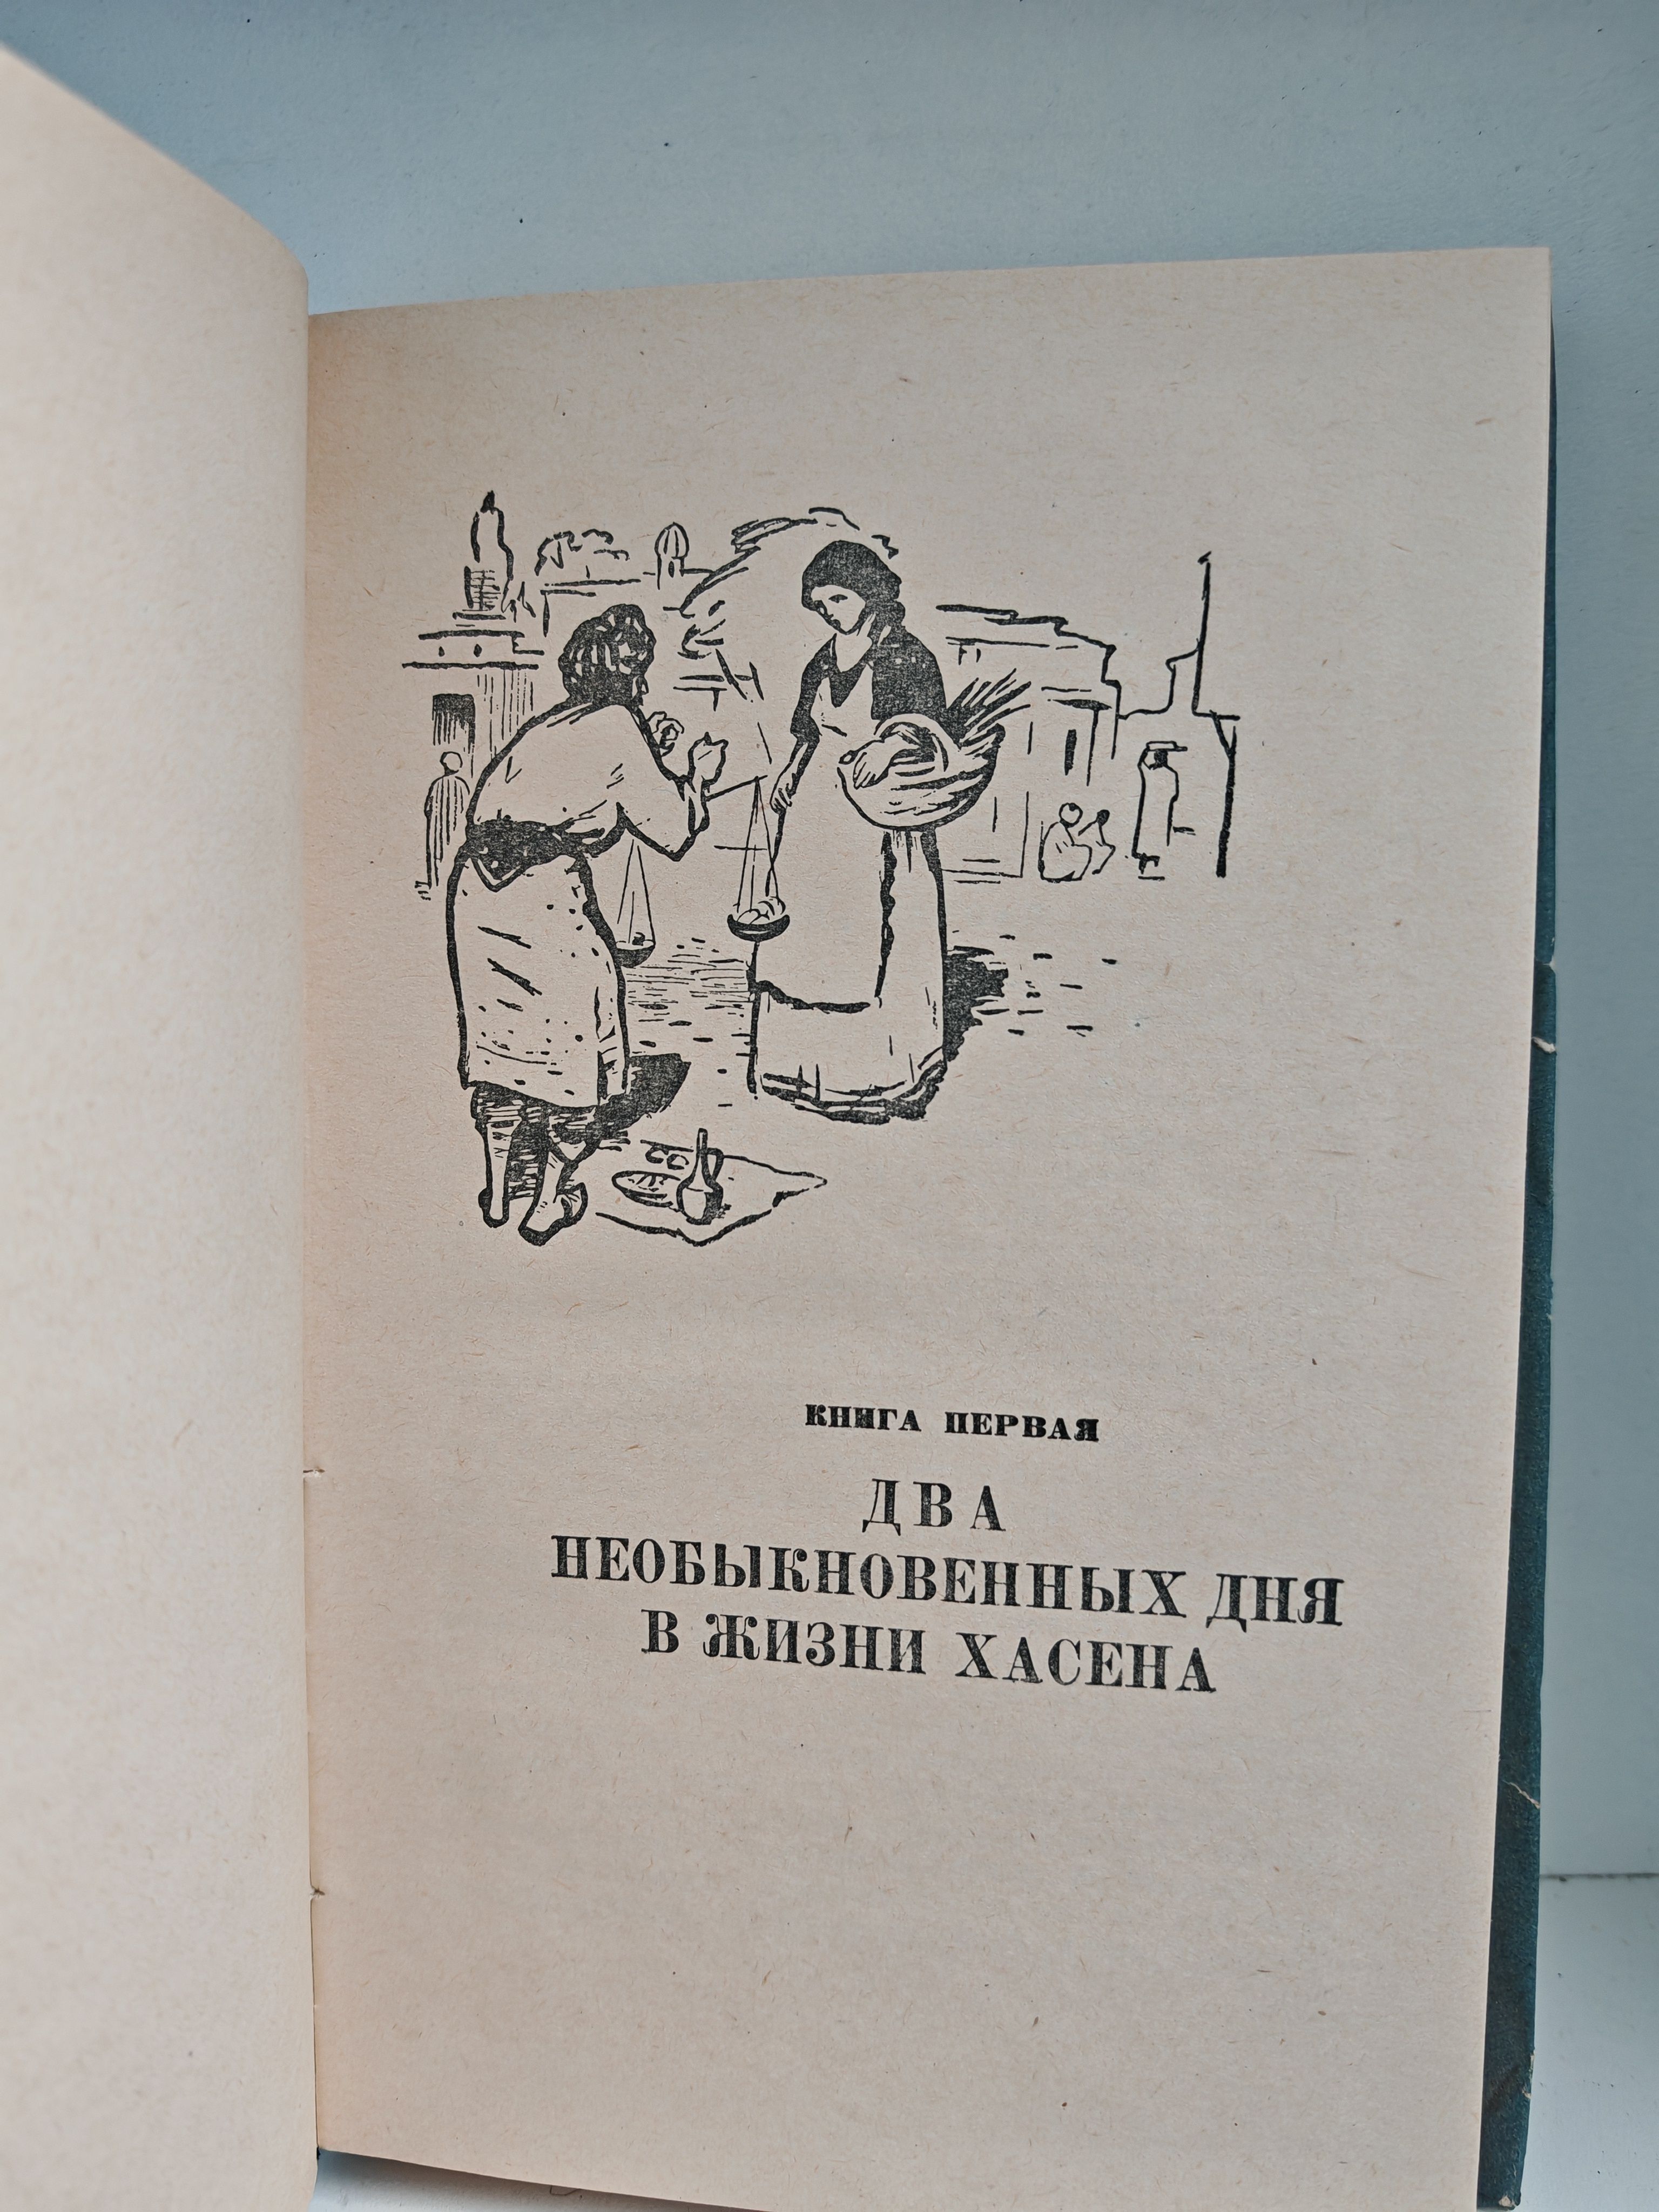 КНИГА ПЕРВАЯ
ДВА
НЕОБЫКНОВЕННЫХ ДНЯ
В ЖИЗНИ ХАСЕНА